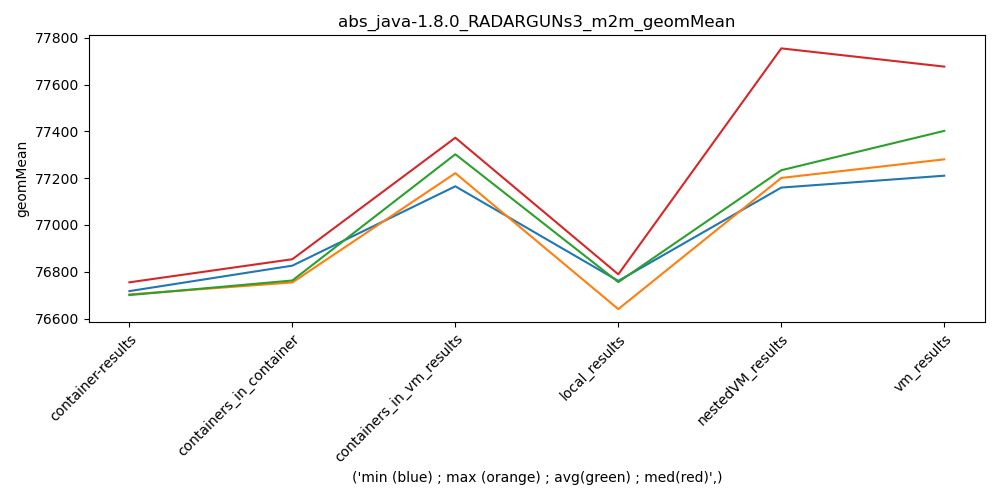 abs_java-1.8.0_RADARGUNs3_m2m_geomMean
77800
77600
77400
77200
77000
76800
76600
geomMean
container-results
containers_in_container
containers_in_vm_results
local_results
nestedVM_results
vm_results
('min (blue) ; max (orange) ; avg(green) ; med(red)',)